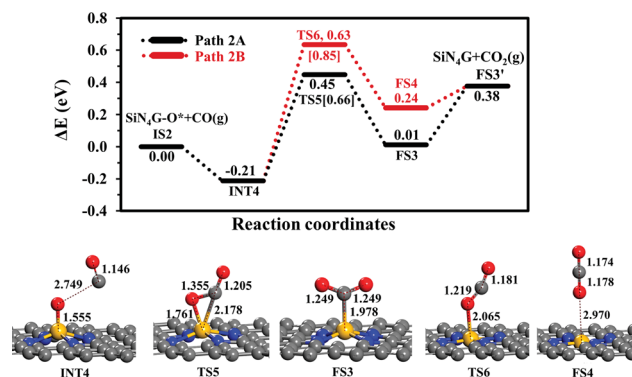 0.8
0.6
0.4
0.2
0.0
-0.2
-0.4
ΔE (eV)
Path 2A
Path 2B
TS6, 0.63
[0.85]
SiN₄G+CO₂(g)
FS3'
0.38
0.45
TS5[0.66]
FS4
0.24
SiN₄G-O*+CO(g)
IS2
0.00
0.01
FS3
-0.21
INT4
Reaction coordinates
1.146
2.749
1.555
INT4
1.355
1.205
1.761
2.178
TS5
1.249
1.249
1.978
FS3
1.181
1.219
2.065
TS6
1.174
1.178
2.970
FS4